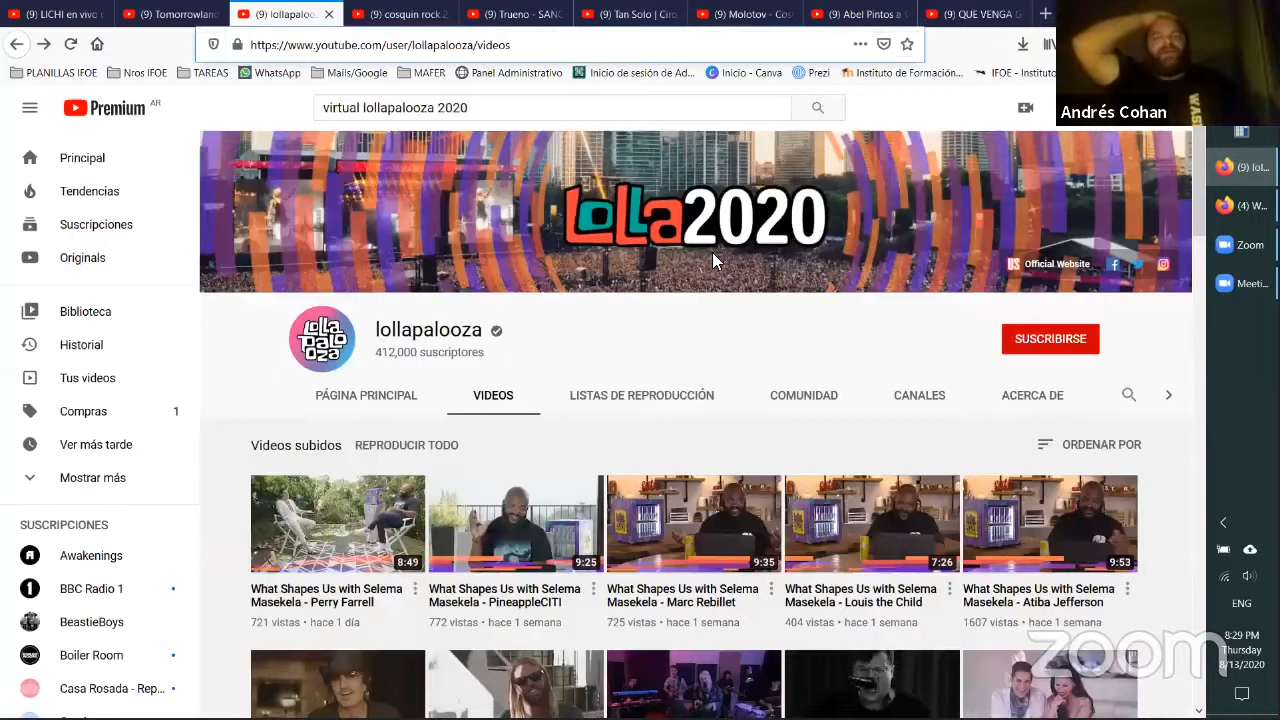 (9) LICHI en vivo c
(9) Tomorrowlan
(9) lollapalooz
(9) cosquin rock 2
(9) Trueno - SANC
(9) Tan Solo | Ciro
(9) Molotov - Cos
(9) Abel Pintos a
(9) QUE VENGA
https://www.youtube.com/user/lollapalooza/videos
PLANILLAS IFOE
Nros IFOE
TAREAS
WhatsApp
Mails/Google
MAFER
Panel Administrativo
Inicio de sesión de Ad...
Inicio - Canva
Prezi
Instituto de Formación...
IFOE - Institu
Andrés Cohan
Premium AR
virtual lollapalooza 2020
Principal
Tendencias
Suscripciones
Originals
Biblioteca
Historial
Tus videos
Compras 1
Ver más tarde
Mostrar más
SUSCRIPCIONES
Awakenings
BBC Radio 1
BeastieBoys
Boiler Room
Casa Rosada - Rep...
LOLLA2020
US Official Website
LOLLAPALOOZA
lollapalooza
412,000 suscriptores
SUSCRIBIRSE
PÁGINA PRINCIPAL
VIDEOS
LISTAS DE REPRODUCCIÓN
COMUNIDAD
CANALES
ACERCA DE
Videos subidos
REPRODUCIR TODO
ORDENAR POR
8:49
9:25
9:35
7:26
9:53
What Shapes Us with Selema
Masekela - Perry Farrell
721 vistas • hace 1 día
What Shapes Us with Selema
Masekela - PineappleCITI
772 vistas • hace 1 semana
What Shapes Us with Selema
Masekela - Marc Rebillet
725 vistas • hace 1 semana
What Shapes Us with Selema
Masekela - Louis the Child
404 vistas • hace 1 semana
What Shapes Us with Selema
Masekela - Atiba Jefferson
1607 vistas • hace 1 semana
(9) lol...
(4) W...
Zoom
Meeti...
ENG
8:29 PM
Thursday
8/13/2020
zoom